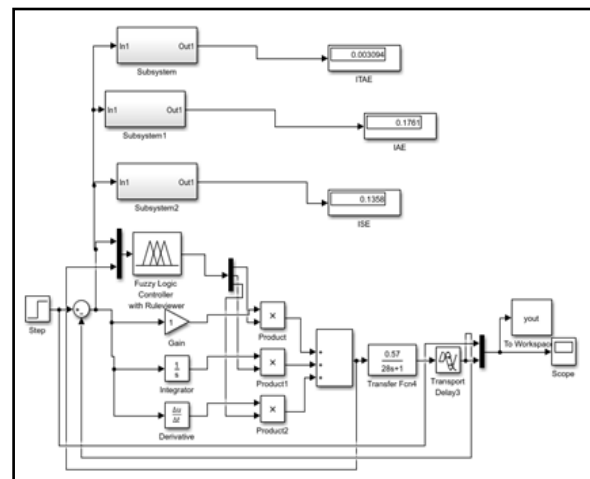 In1 Out1
Subsystem
0.003094
ITAE
In1 Out1
Subsystem1
0.1761
IAE
In1 Out1
Subsystem2
0.1358
ISE
Fuzzy Logic
Controller
with Ruleviewer
Step
1
Gain
×
Product
1
s
Integrator
×
Product1
Δu
Δt
Derivative
×
Product2
+
+
+
0.57
28s+1
Transfer Fcn4
Transport
Delay3
yout
To Workspace
Scope